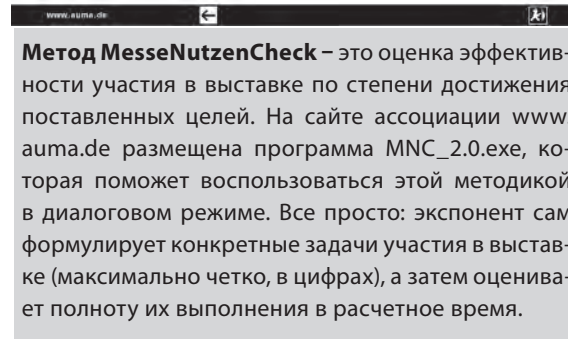 www.auma.de
Метод MesseNutzenCheck – это оценка эффектив-
ности участия в выставке по степени достижения
поставленных целей. На сайте ассоциации www.
auma.de размещена программа MNC_2.0.exe, ко-
торая поможет воспользоваться этой методикой
в диалоговом режиме. Все просто: экспонент сам
формулирует конкретные задачи участия в выстав-
ке (максимально четко, в цифрах), а затем оценива-
ет полноту их выполнения в расчетное время.